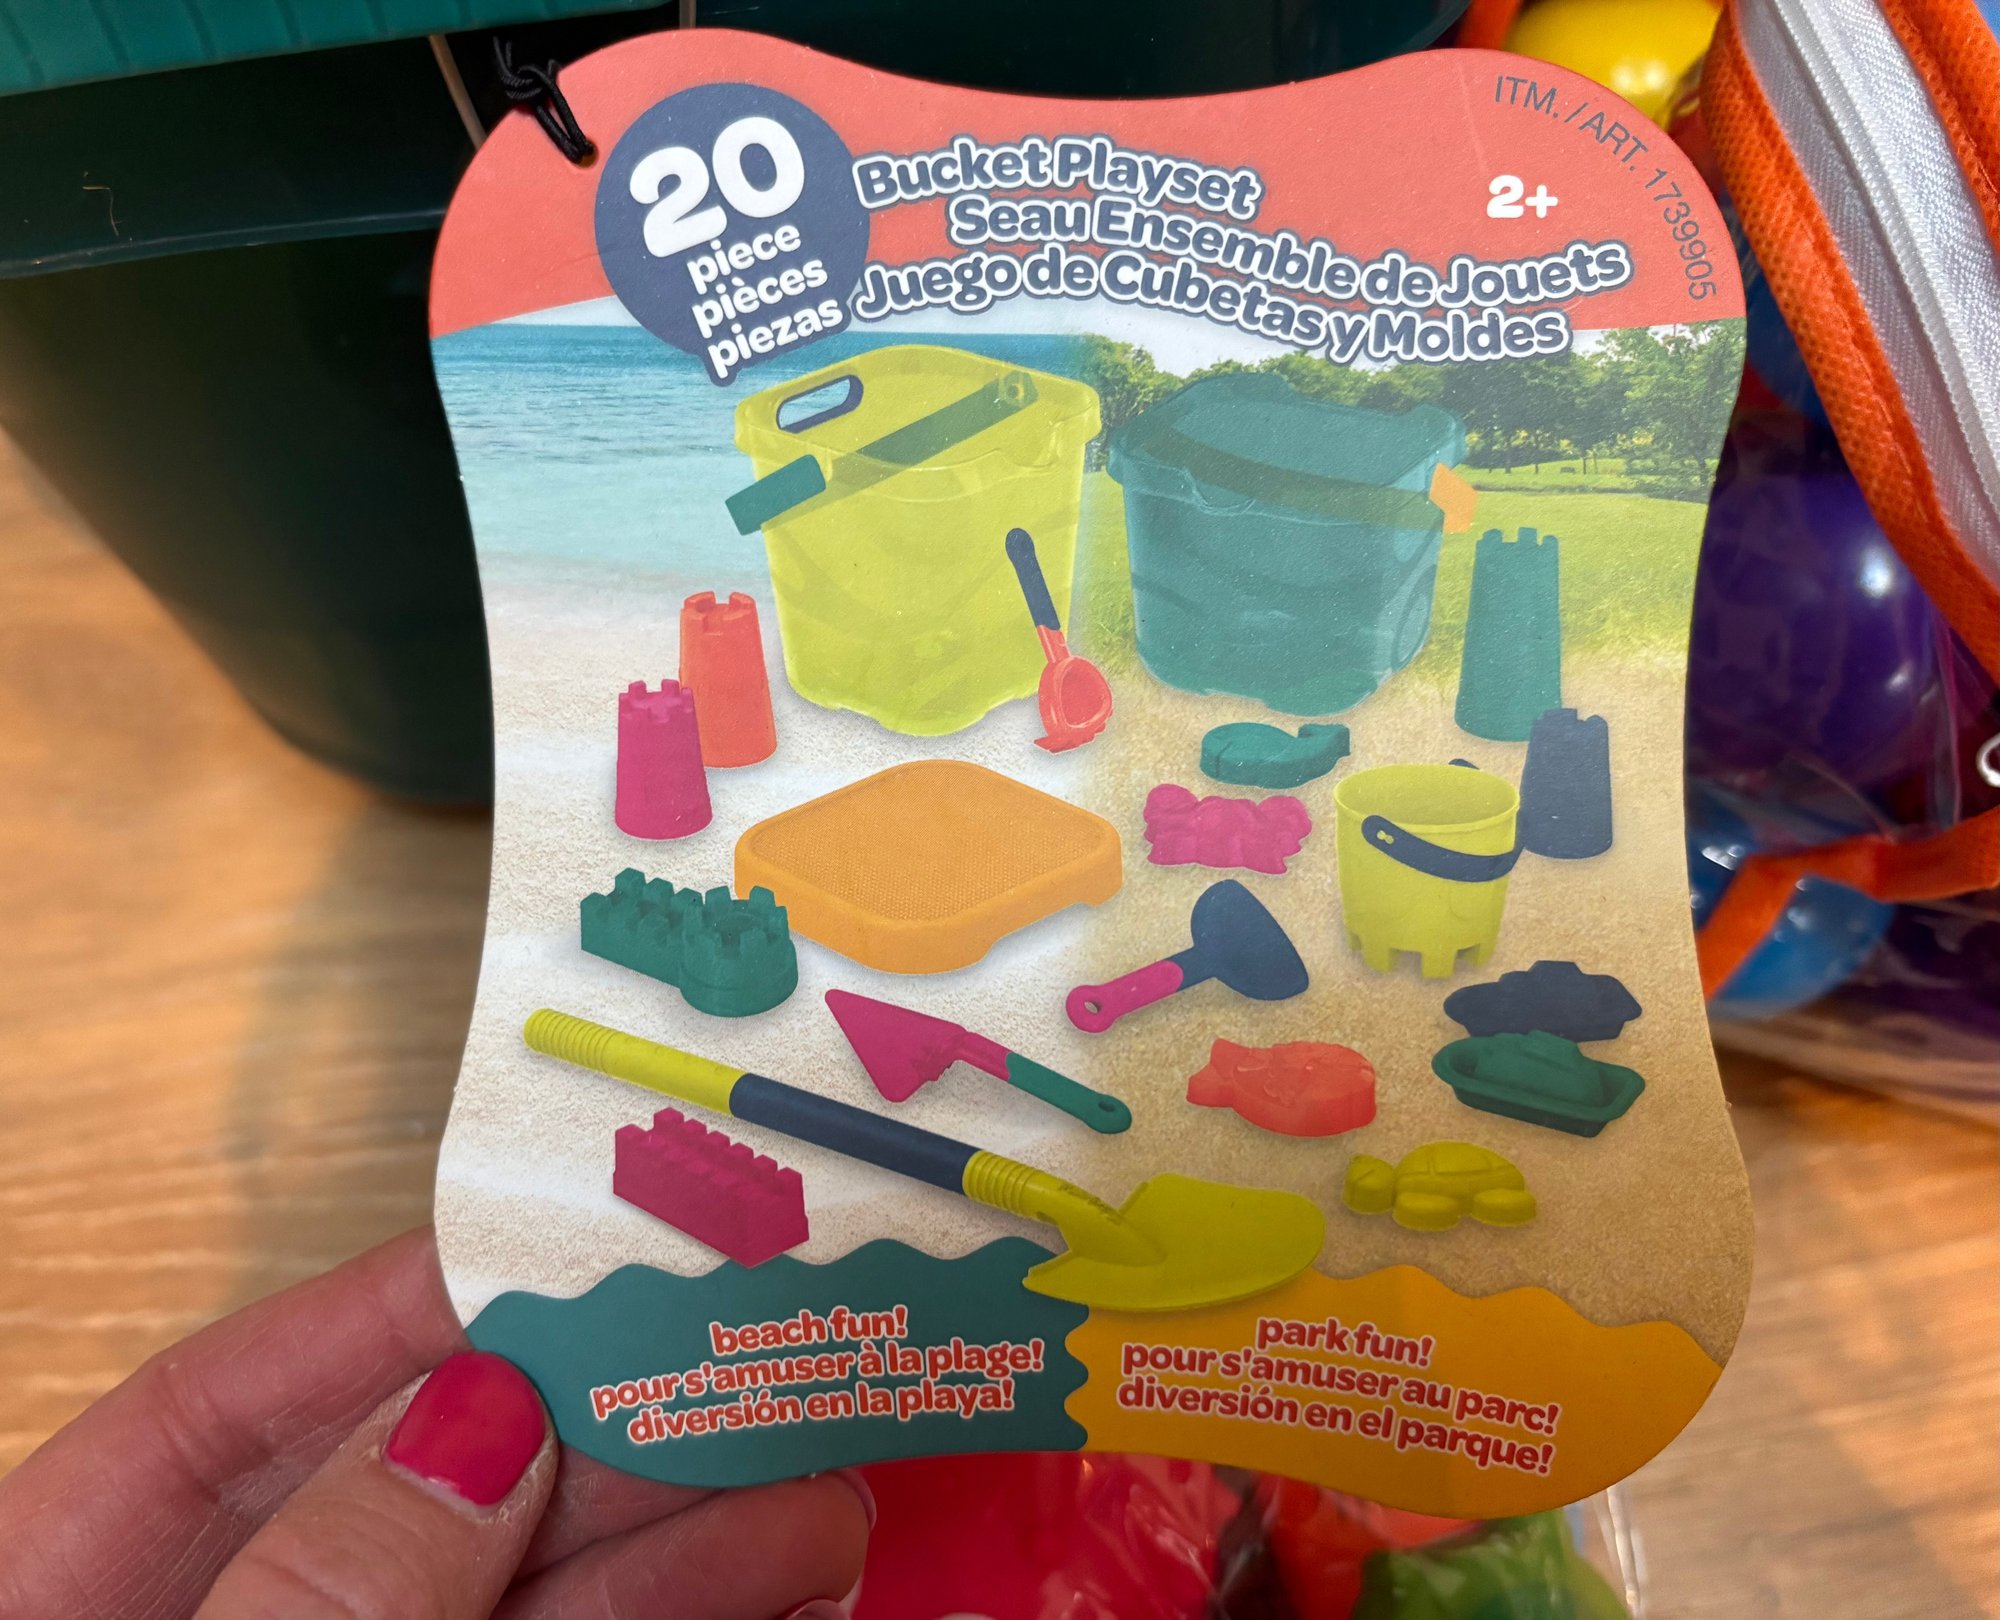 20
piece
pièces
piezas
Bucket Playset
Seau Ensemble de Jouets
Juego de Cubetas y Moldes
2+
ITM. / ART. 1739905
beach fun!
pour s'amuser à la plage!
diversión en la playa!
park fun!
pour s'amuser au parc!
diversión en el parque!